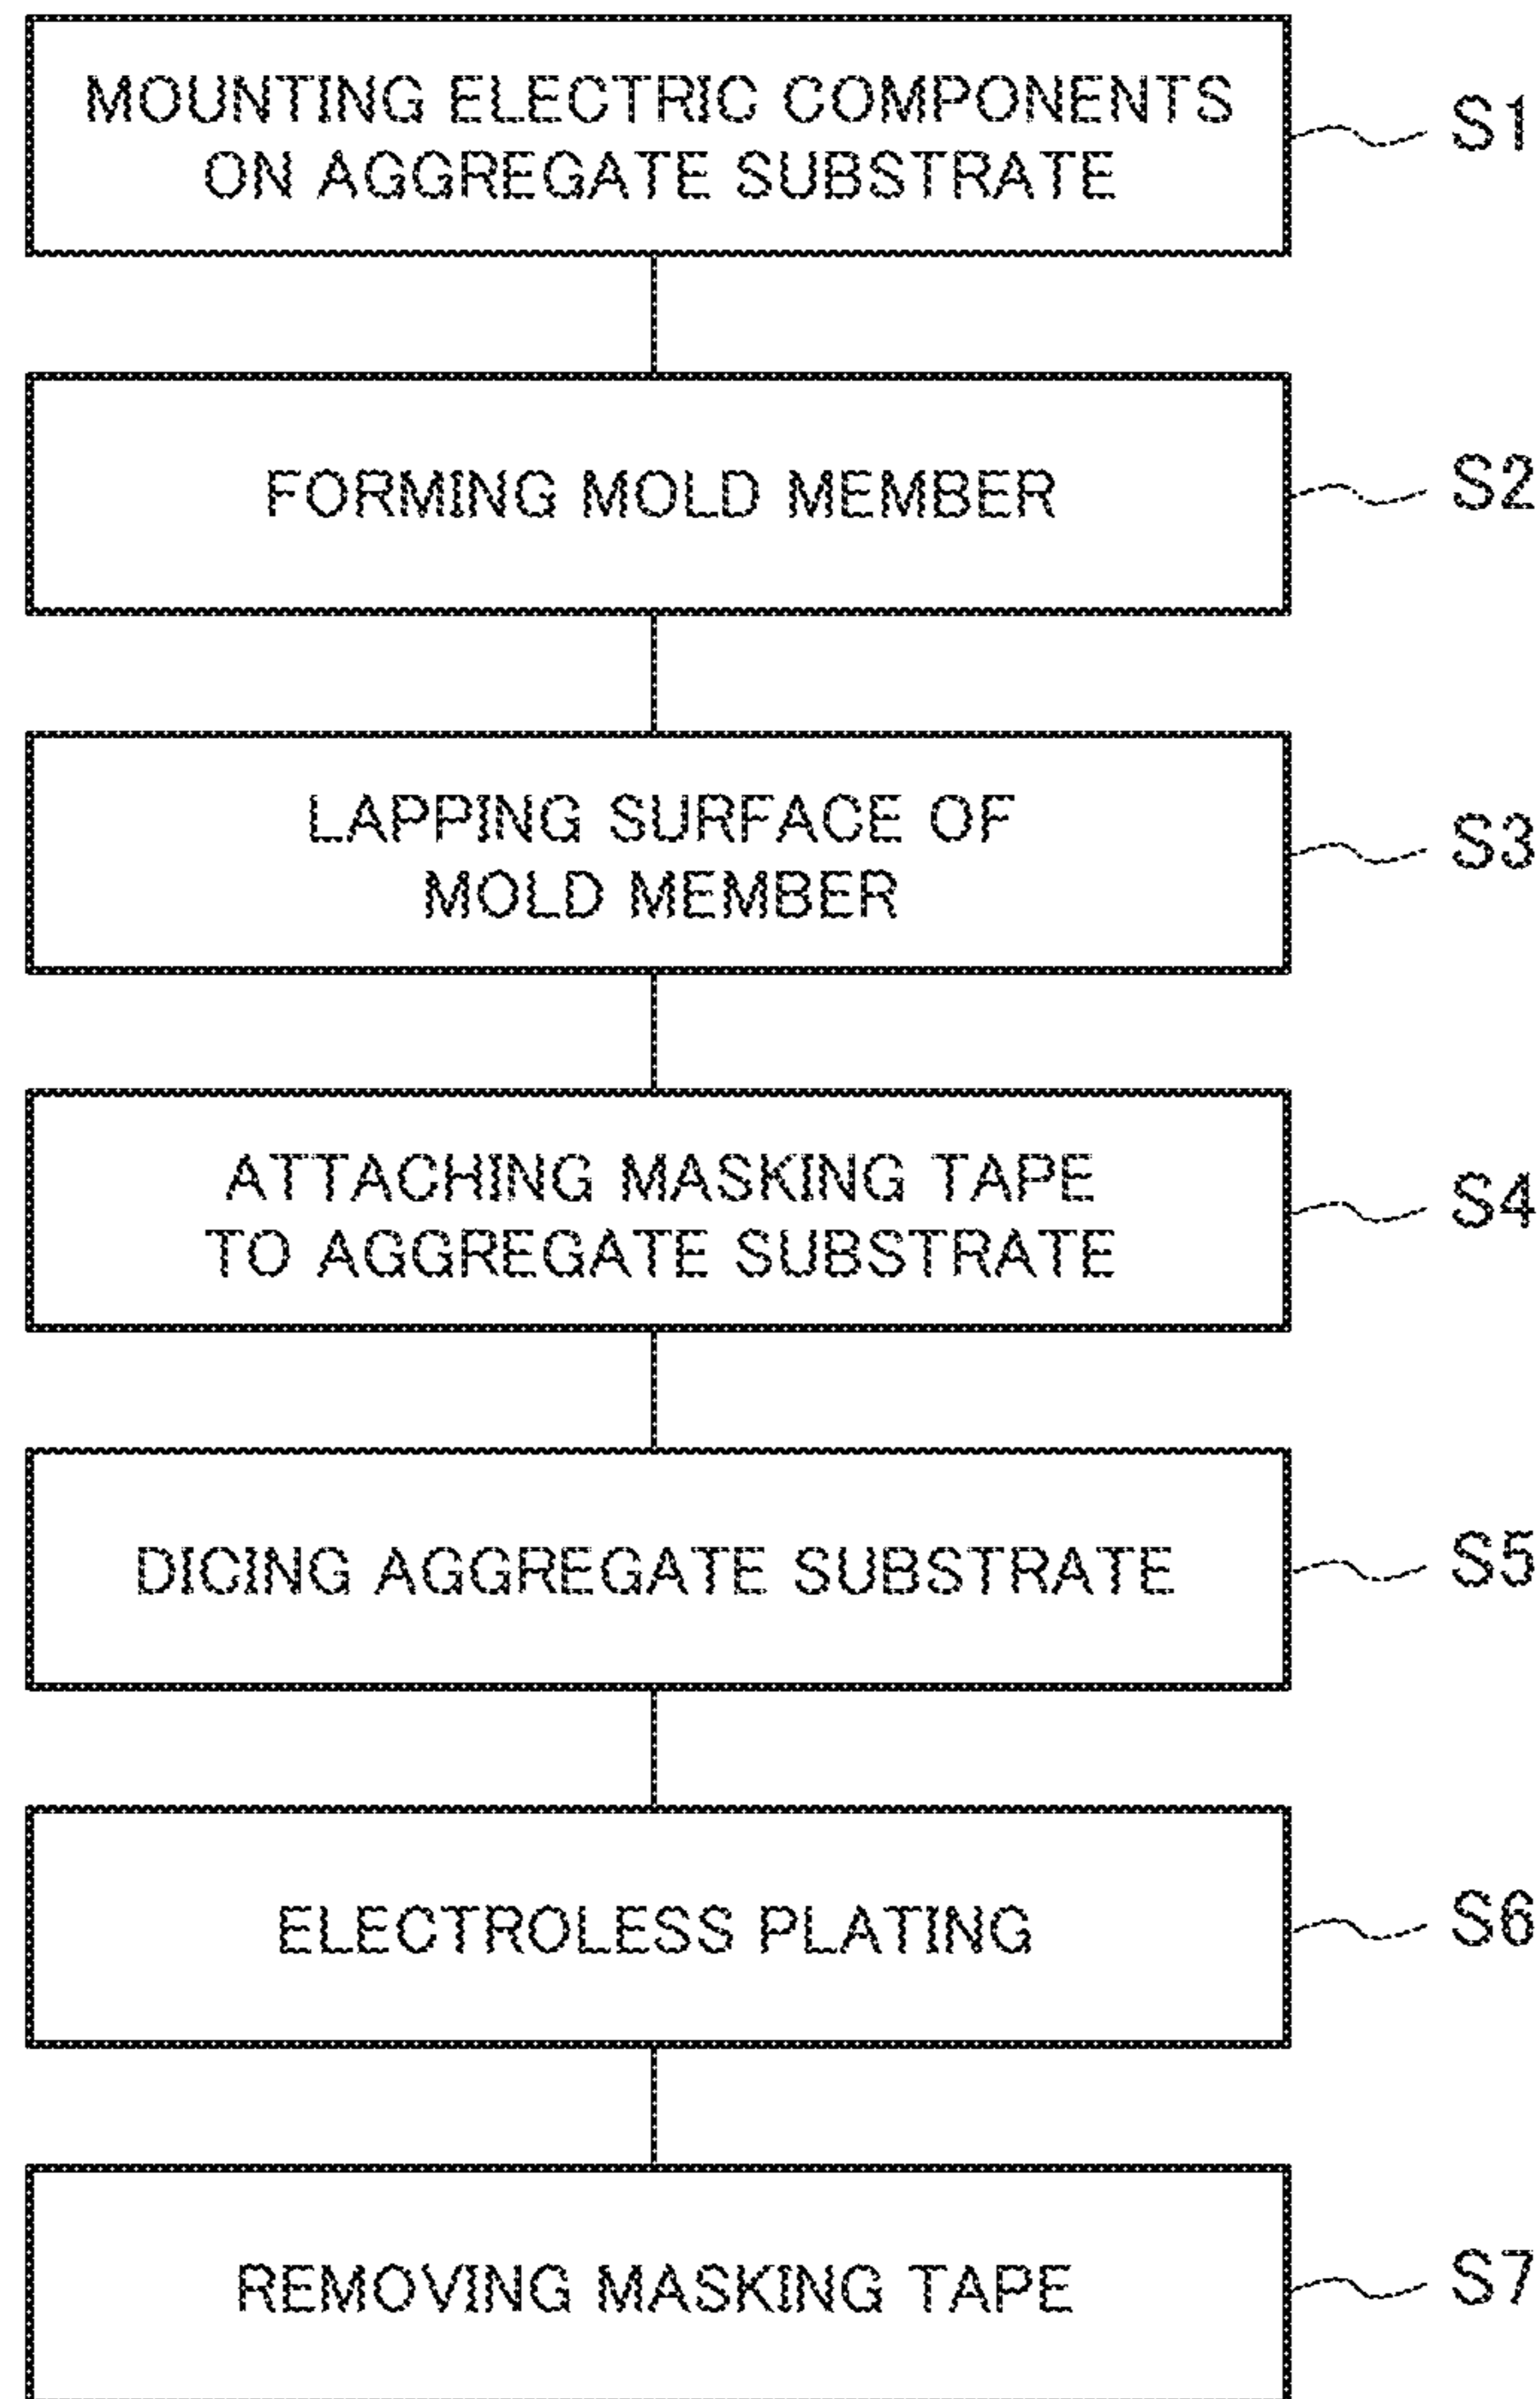 MOUNTING ELECTRIC COMPONENTS
ON AGGREGATE SUBSTRATE
S1
FORMING MOLD MEMBER
S2
LAPPING SURFACE OF
MOLD MEMBER
S3
ATTACHING MASKING TAPE
TO AGGREGATE SUBSTRATE
S4
DICING AGGREGATE SUBSTRATE
S5
ELECTROLESS PLATING
S6
REMOVING MASKING TAPE
S7